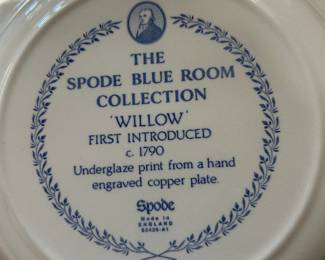 THE
SPODE BLUE ROOM
COLLECTION
'WILLOW'
FIRST INTRODUCED
c. 1790
Underglaze print from a hand
engraved copper plate.
Spode
Made in
ENGLAND